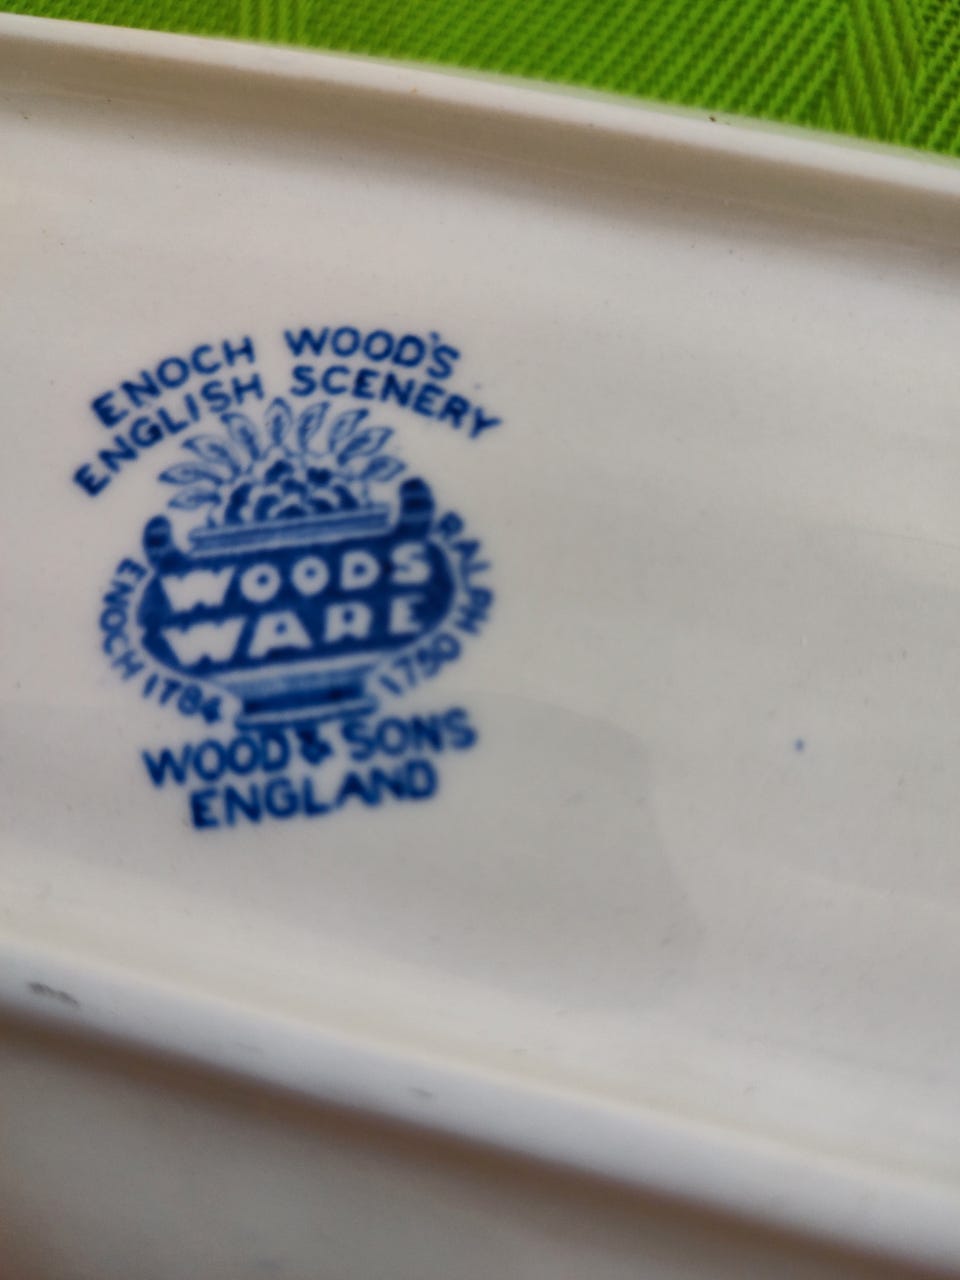 ENOCH WOOD'S
ENGLISH SCENERY
WOODS
WARE
ENOCH 1784
RALPH 1750
WOOD & SONS
ENGLAND